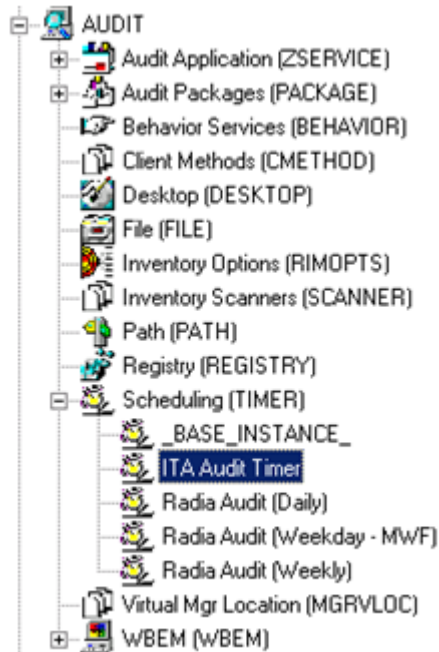 AUDIT
Audit Application (ZSERVICE)
Audit Packages (PACKAGE)
Behavior Services (BEHAVIOR)
Client Methods (CMETHOD)
Desktop (DESKTOP)
File (FILE)
Inventory Options (RIMOPTS)
Inventory Scanners (SCANNER)
Path (PATH)
Registry (REGISTRY)
Scheduling (TIMER)
_BASE_INSTANCE_
ITA Audit Timer
Radia Audit (Daily)
Radia Audit (Weekday - MWF)
Radia Audit (Weekly)
Virtual Mgr Location (MGRVLOC)
WBEM (WBEM)